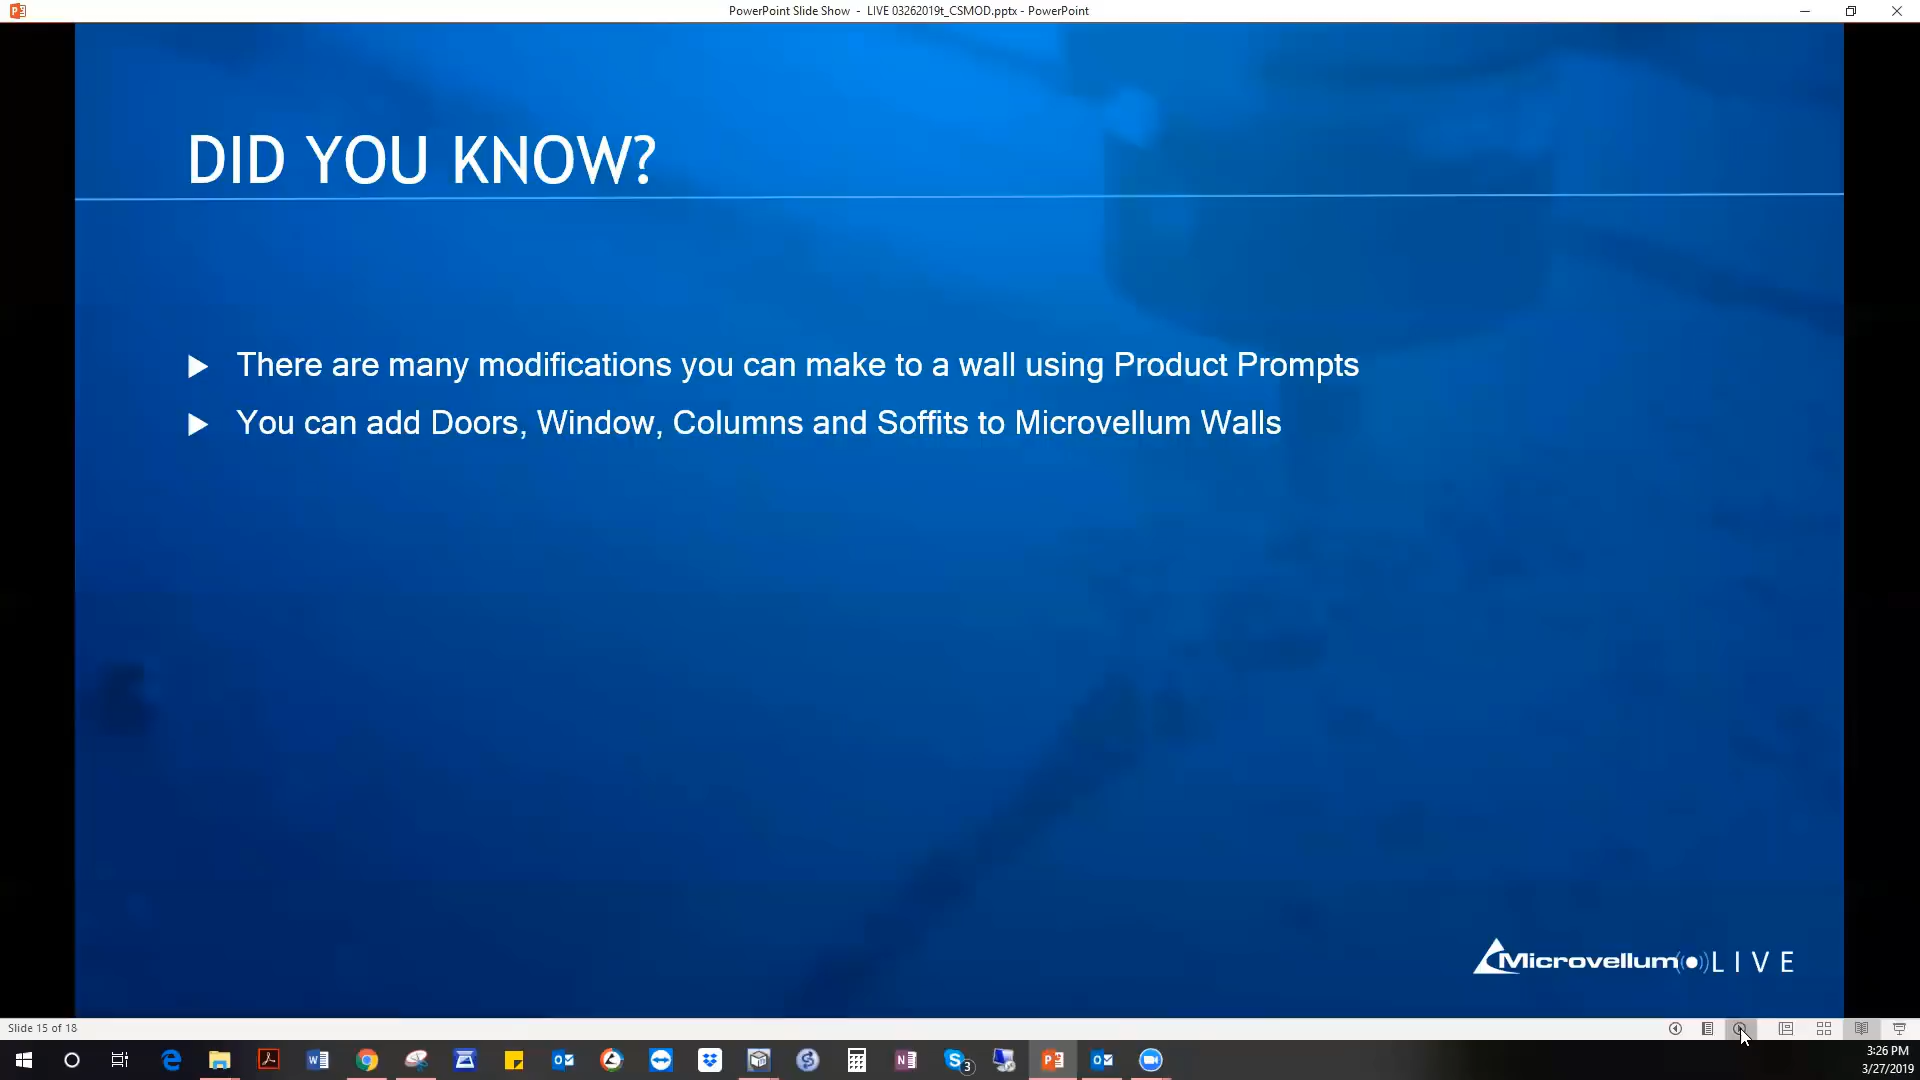 PowerPoint Slide Show - LIVE 03262019t_CSMOD.pptx - PowerPoint
DID YOU KNOW?
There are many modifications you can make to a wall using Product Prompts
You can add Doors, Window, Columns and Soffits to Microvellum Walls
Microvellum LIVE
Slide 15 of 18
3
3:26 PM
3/27/2019